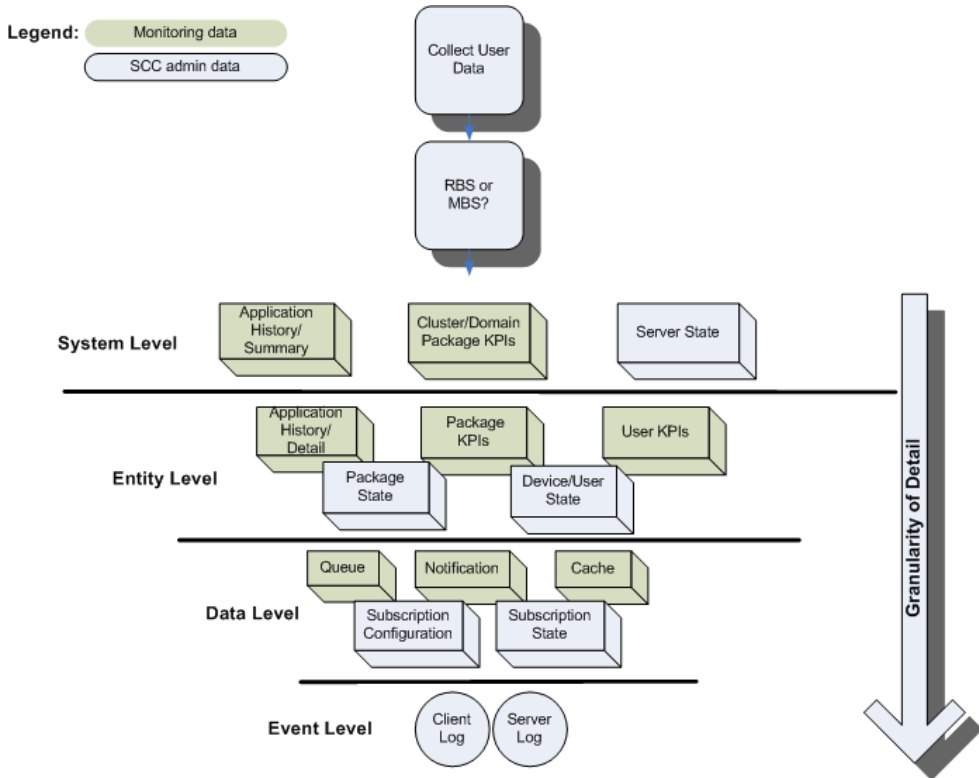 Legend:
Monitoring data
SCC admin data
Collect User
Data
RBS or
MBS?
System Level
Application
History/
Summary
Cluster/Domain
Package KPIs
Server State
Entity Level
Application
History/
Detail
Package
KPIs
User KPIs
Package
State
Device/User
State
Data Level
Queue
Notification
Cache
Subscription
Configuration
Subscription
State
Event Level
Client
Log
Server
Log
Granularity of Detail